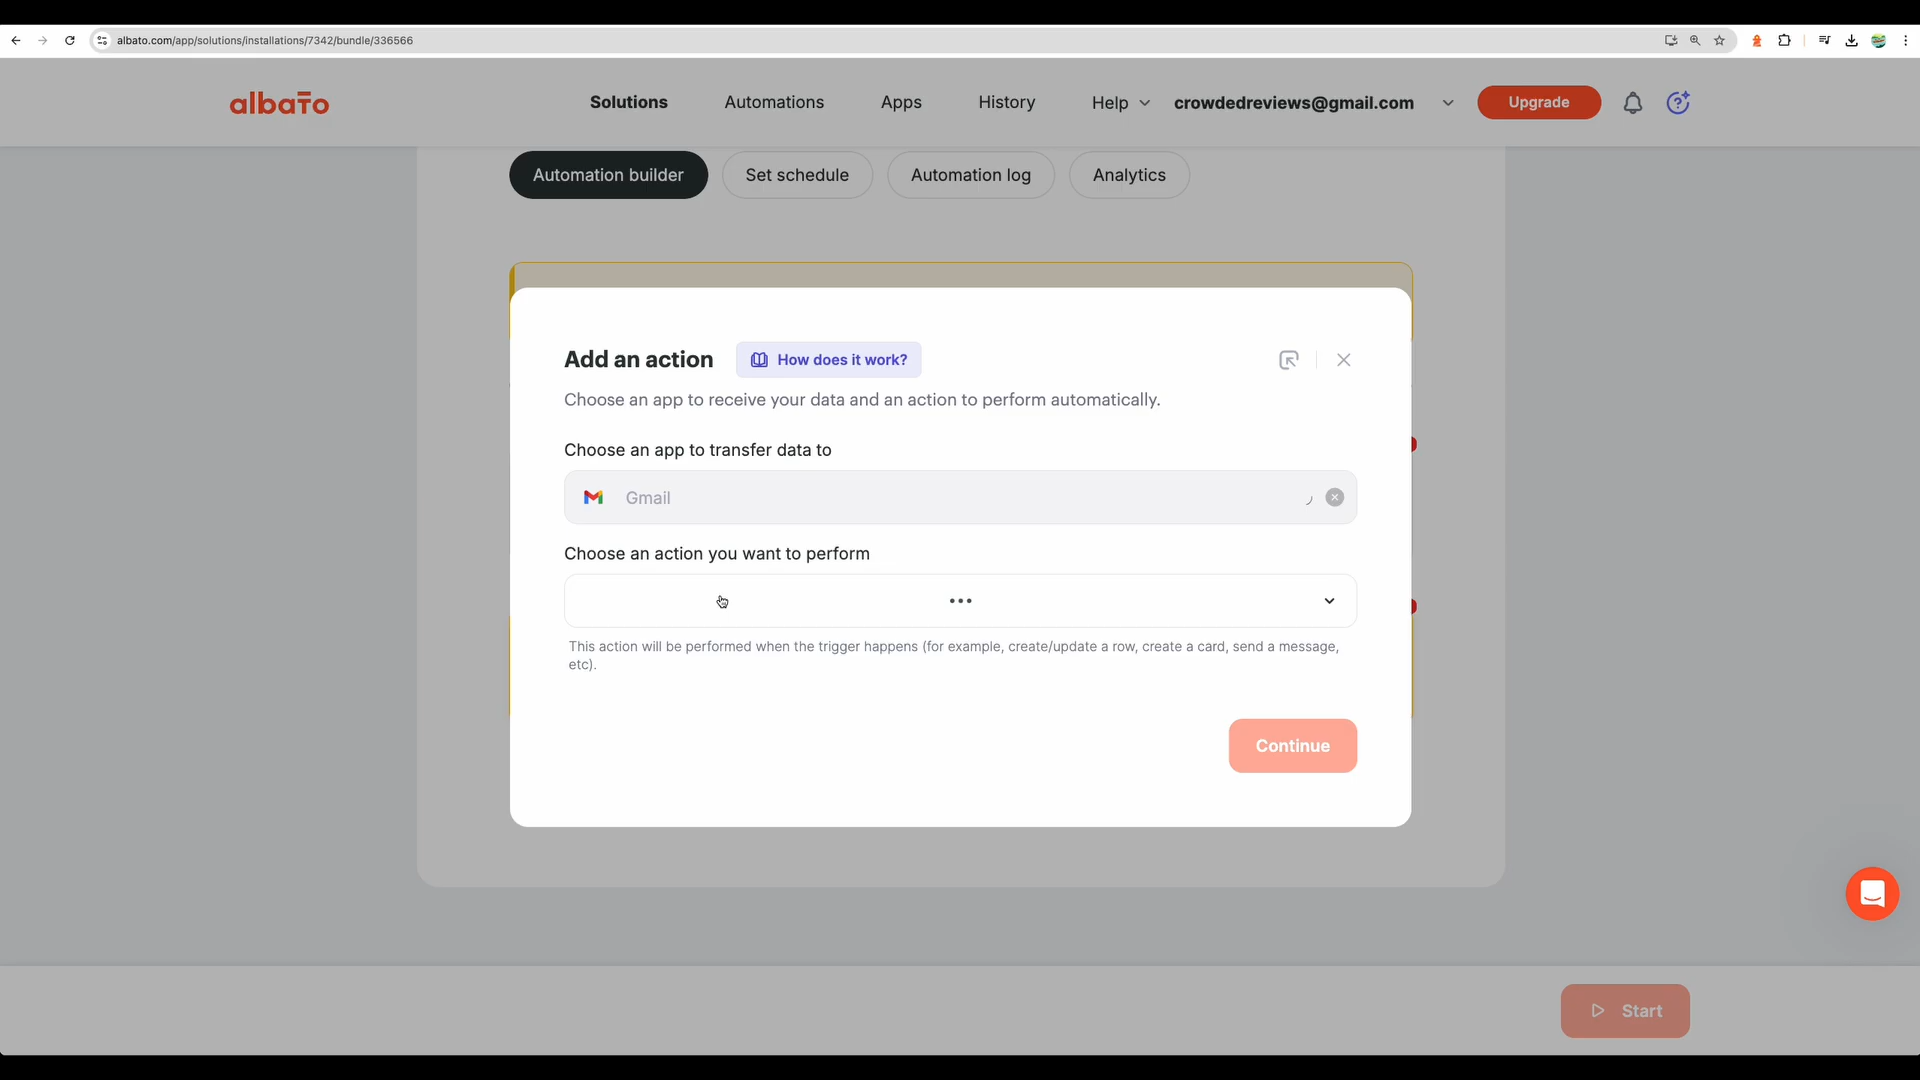 albato.com/app/solutions/installations/7342/bundle/336566
albato
Solutions
Automations
Apps
History
Help
crowdedreviews@gmail.com
Upgrade
Automation builder
Set schedule
Automation log
Analytics
Add an action
How does it work?
Choose an app to receive your data and an action to perform automatically.
Choose an app to transfer data to
Gmail
Choose an action you want to perform
This action will be performed when the trigger happens (for example, create/update a row, create a card, send a message,
etc).
Continue
Start